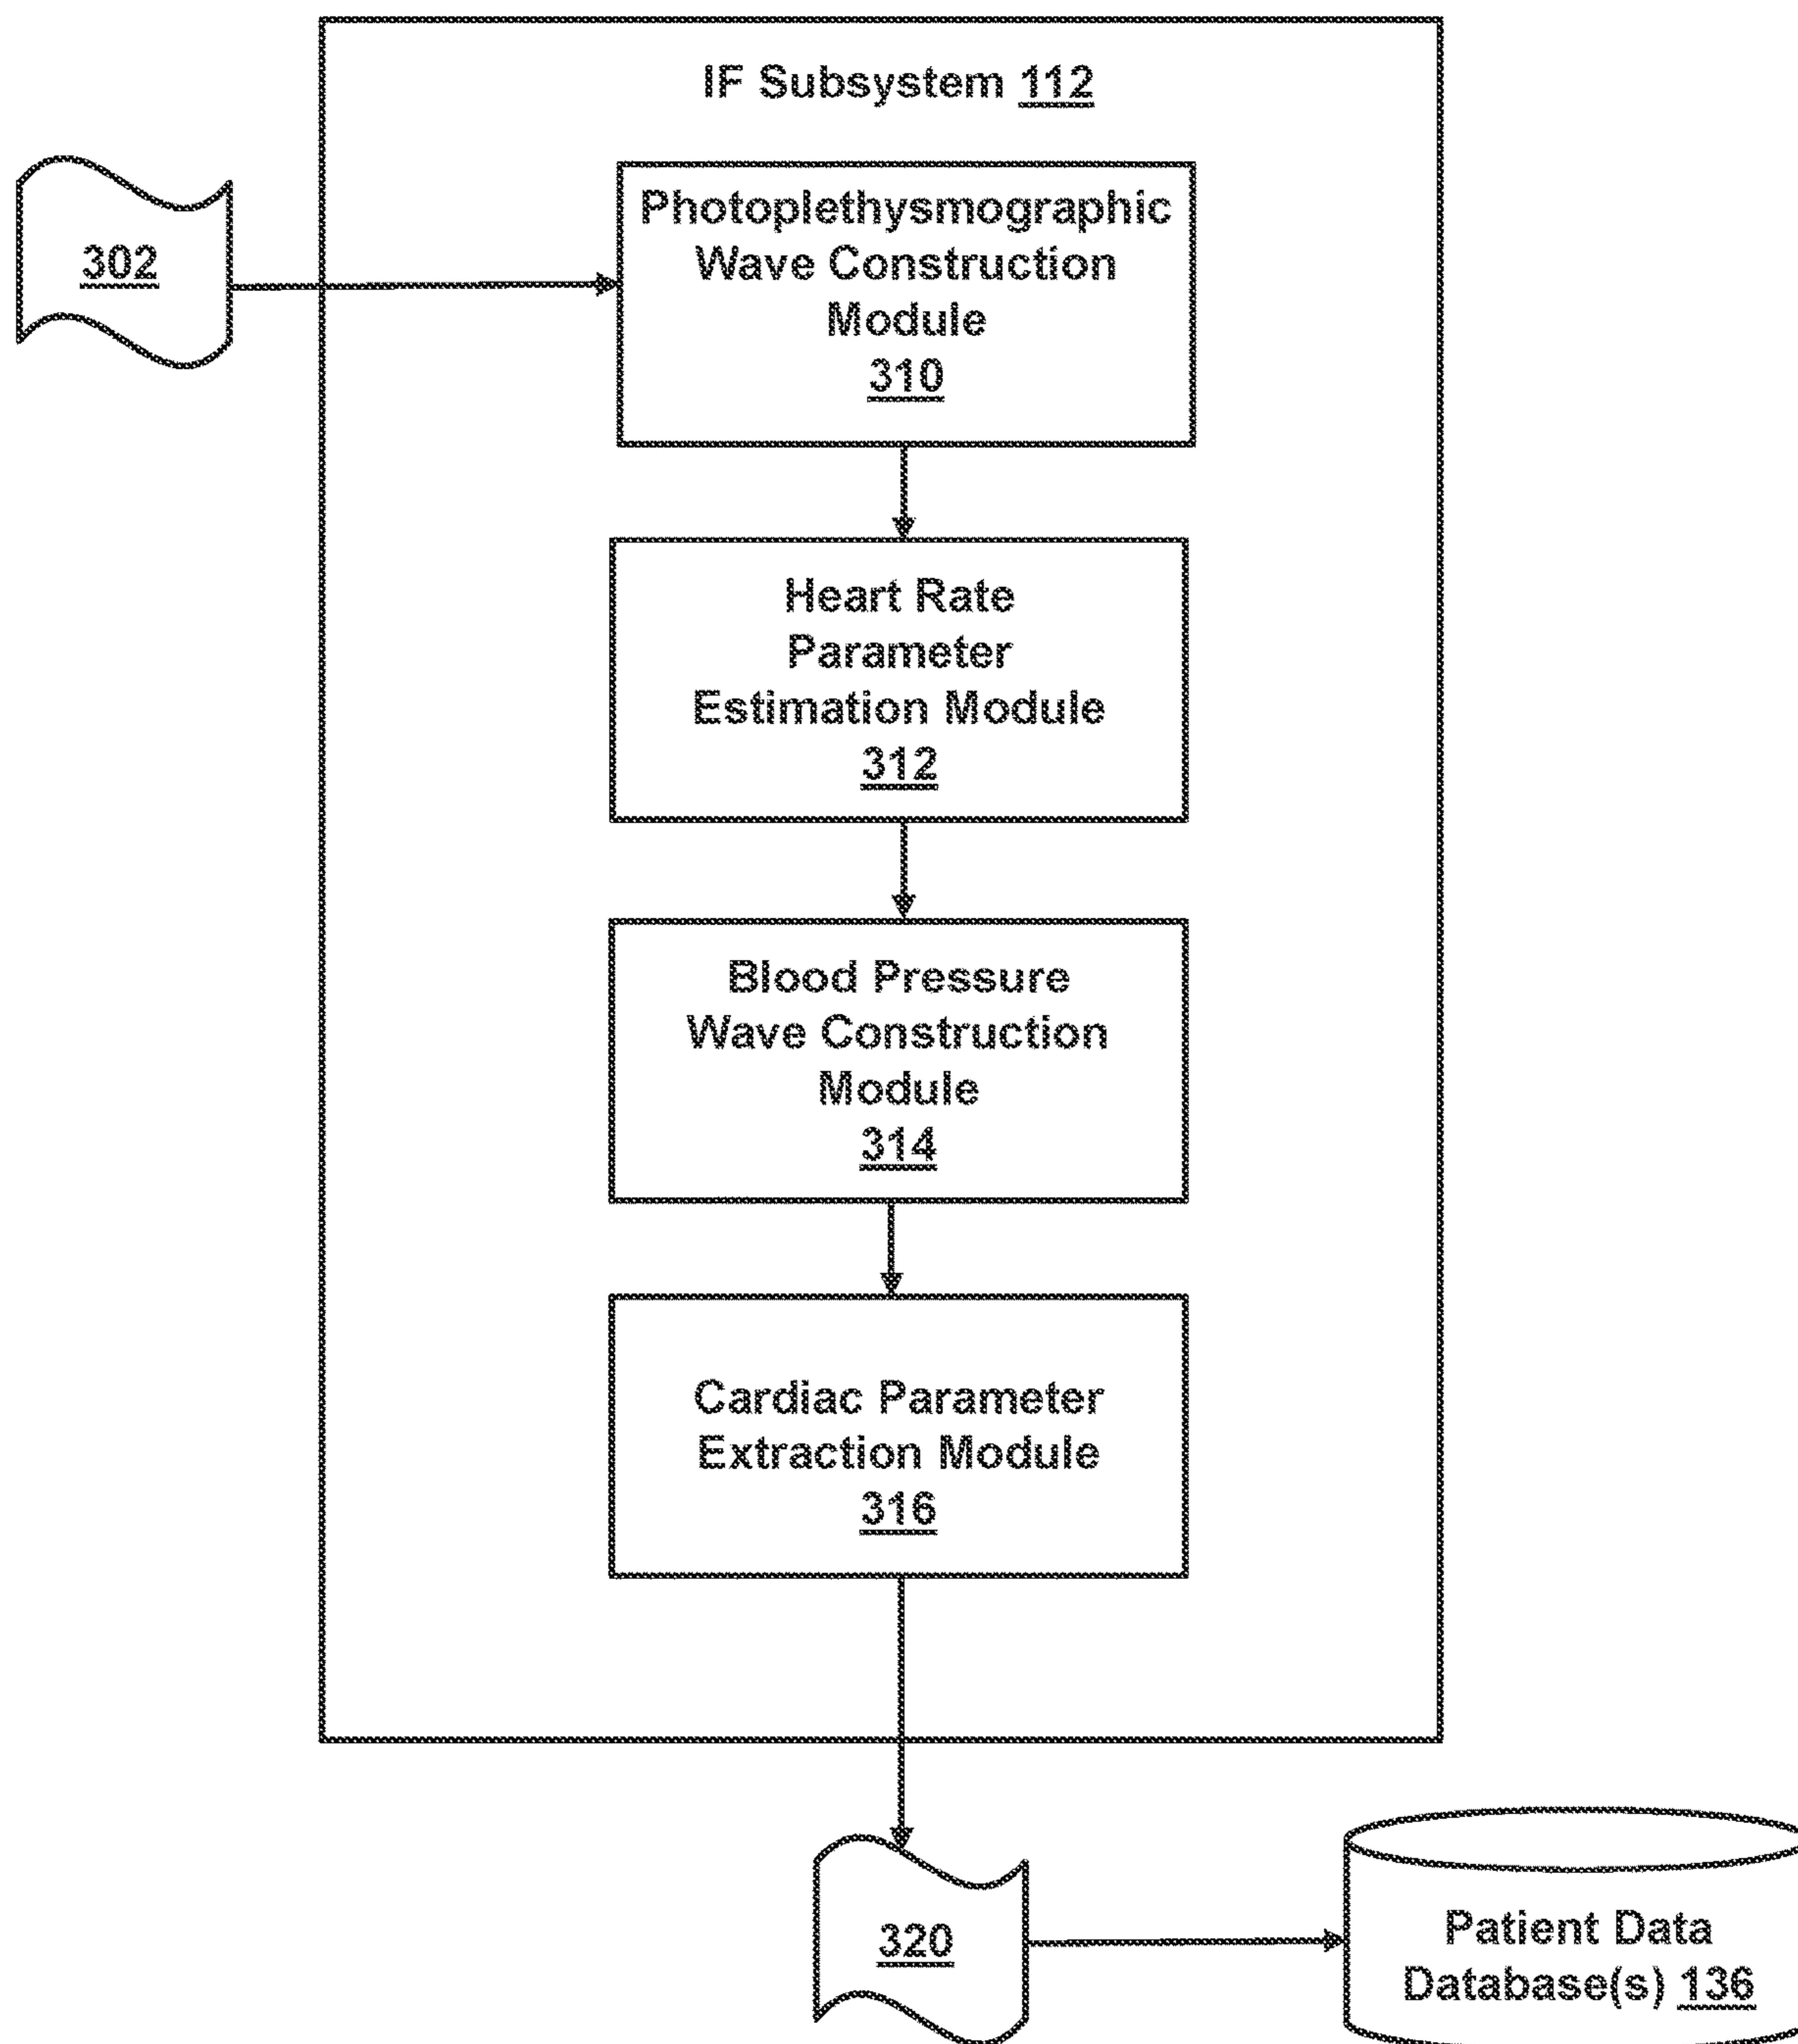 IF Subsystem 112
302
Photoplethysmographic
Wave Construction
Module
310
Heart Rate
Parameter
Estimation Module
312
Blood Pressure
Wave Construction
Module
314
Cardiac Parameter
Extraction Module
316
320
Patient Data
Database(s) 136